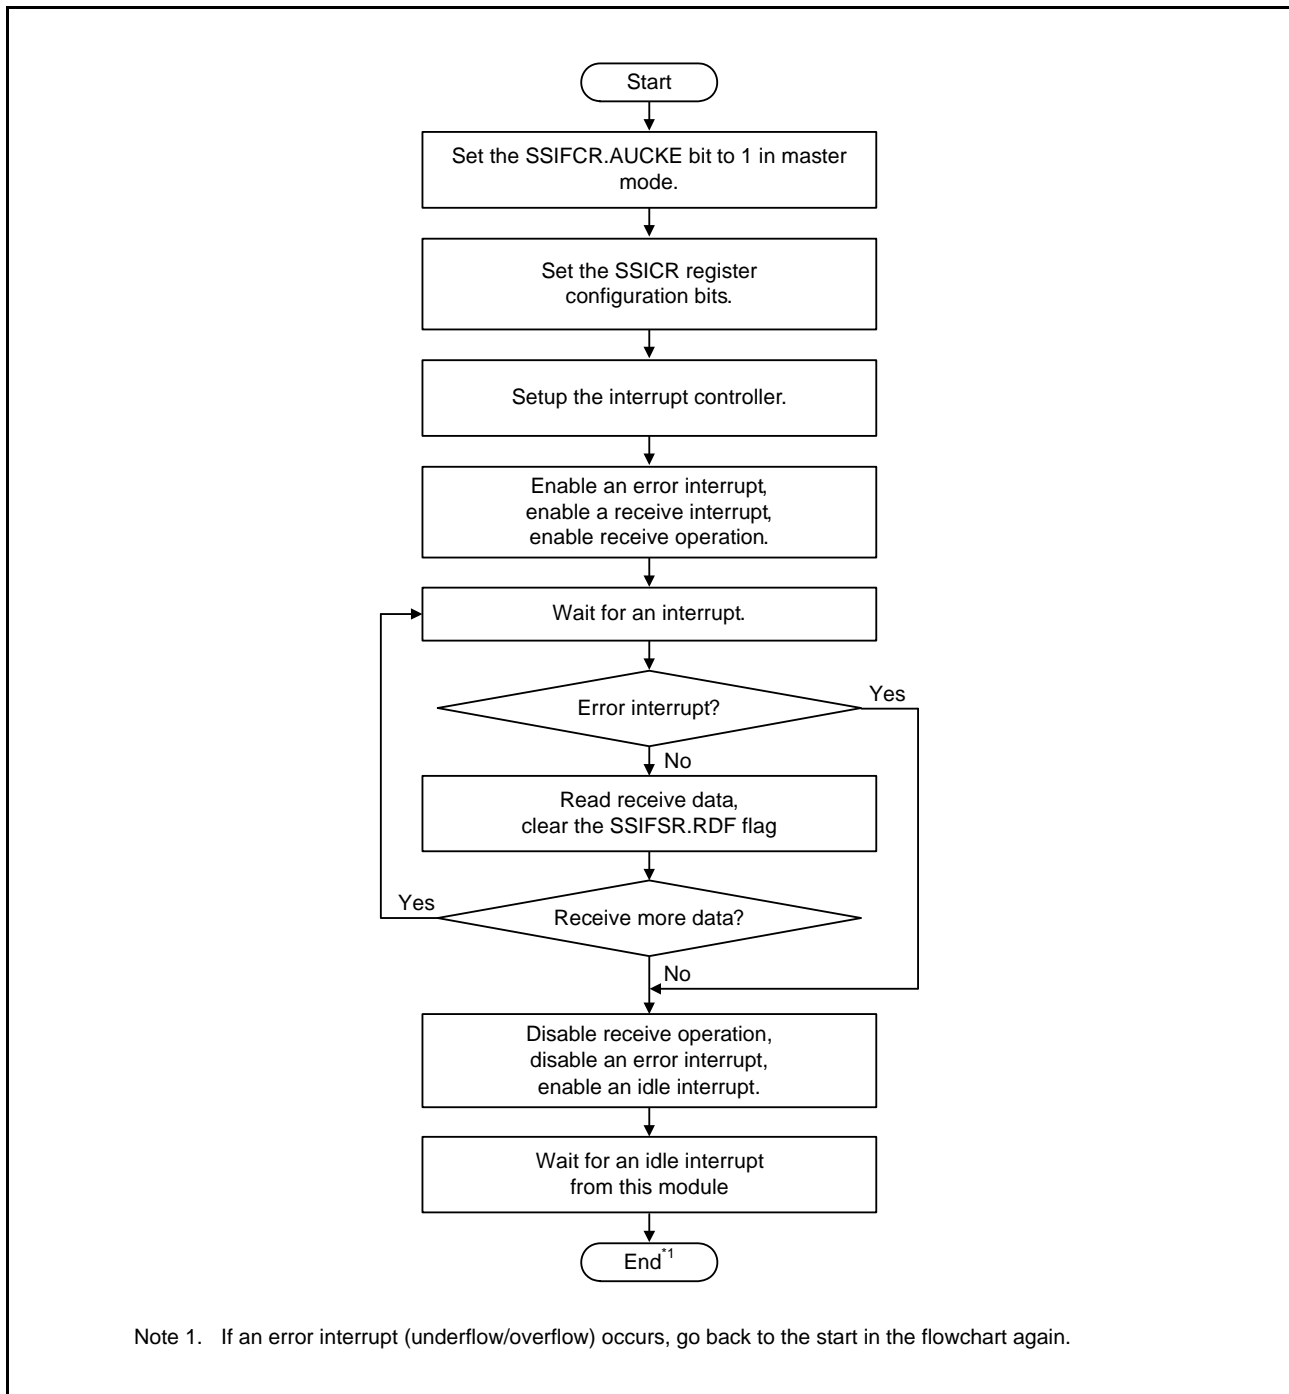 Start
Set the SSIFCR.AUCKE bit to 1 in master
mode.
Set the SSICR register
configuration bits.
Setup the interrupt controller.
Enable an error interrupt,
enable a receive interrupt,
enable receive operation.
Wait for an interrupt.
Error interrupt?
Yes
No
Read receive data,
clear the SSIFSR.RDF flag
Yes
Receive more data?
No
Disable receive operation,
disable an error interrupt,
enable an idle interrupt.
Wait for an idle interrupt
from this module
End*1
Note 1. If an error interrupt (underflow/overflow) occurs, go back to the start in the flowchart again.